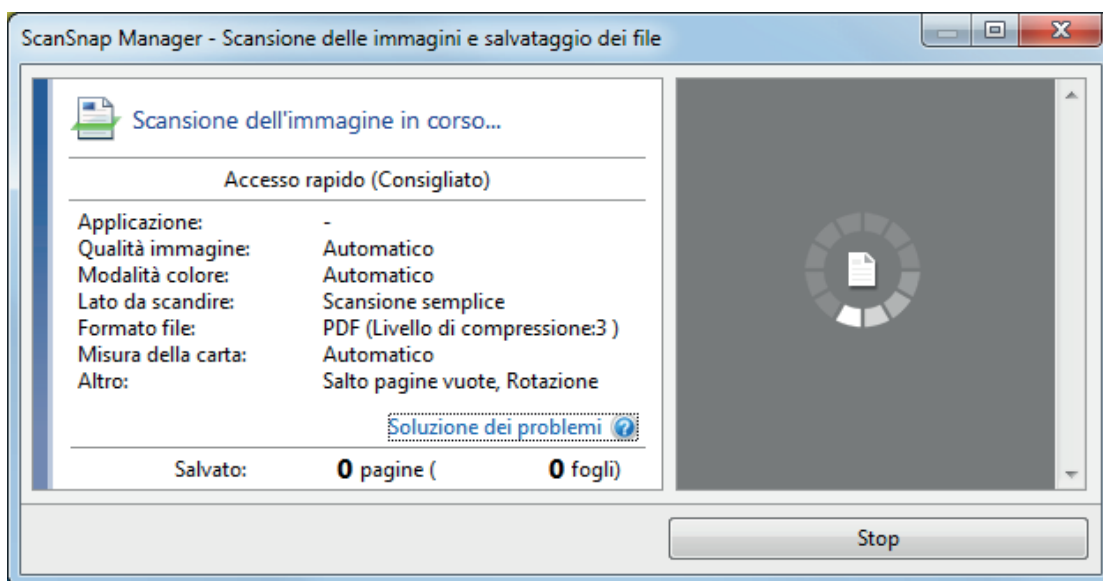 ScanSnap Manager - Scansione delle immagini e salvataggio dei file
Scansione dell'immagine in corso...
Accesso rapido (Consigliato)
Applicazione: -
Qualità immagine: Automatico
Modalità colore: Automatico
Lato da scandire: Scansione semplice
Formato file: PDF (Livello di compressione:3 )
Misura della carta: Automatico
Altro: Salto pagine vuote, Rotazione
Soluzione dei problemi ?
Salvato: 0 pagine ( 0 fogli)
Stop